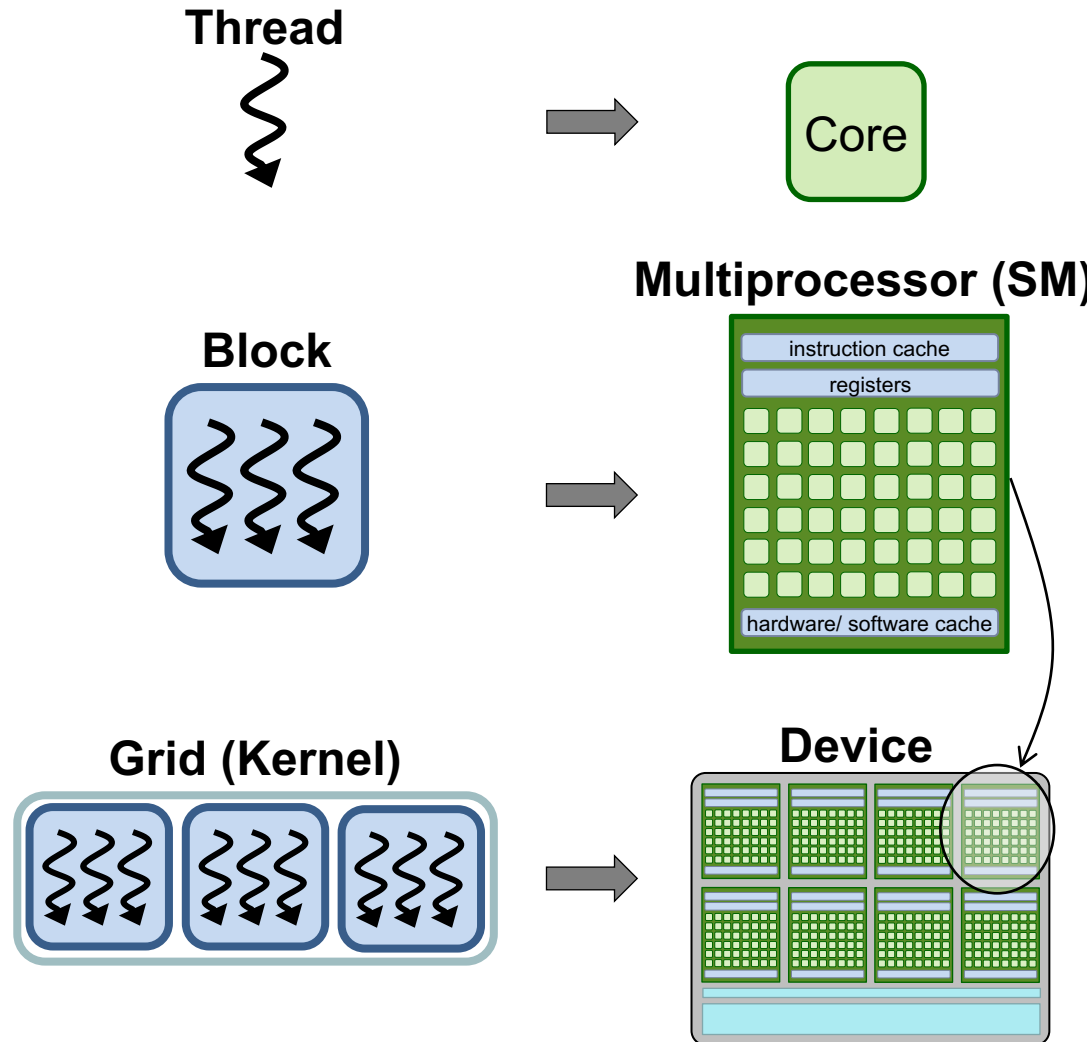 Thread
Core
Multiprocessor (SM)
Block
instruction cache
registers
hardware/ software cache
Grid (Kernel)
Device